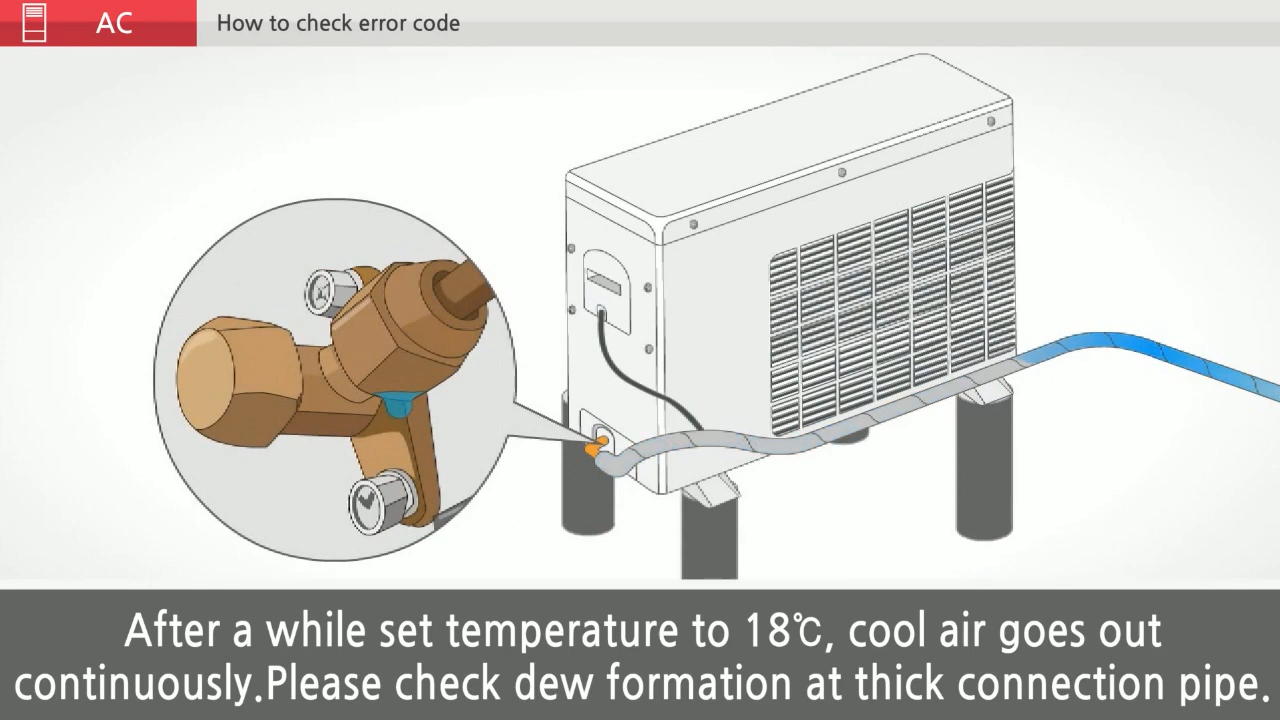 AC
How to check error code
After a while set temperature to 18℃, cool air goes out
continuously.Please check dew formation at thick connection pipe.